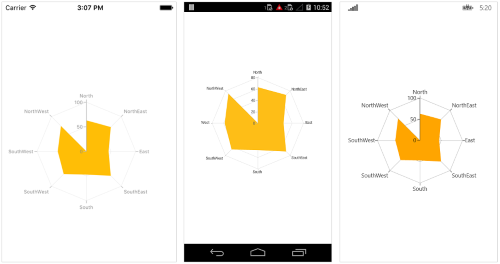 Carrier 3:07 PM
North
100
NorthWest NorthEast
50
0
SouthWest East
SouthWest SouthEast
South
10:52
North
80
NorthWest NorthEast
60
40
20
0
West East
SouthWest SouthEast
South
5:20
North
100
NorthWest NorthEast
50
0
SouthWest East
SouthWest SouthEast
South